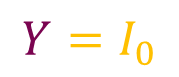 Y = I₀